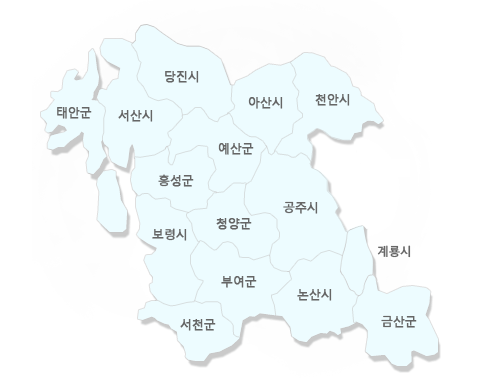 당진시
아산시
천안시
태안군
서산시
예산군
홍성군
공주시
보령시
청양군
계룡시
부여군
논산시
금산군
서천군